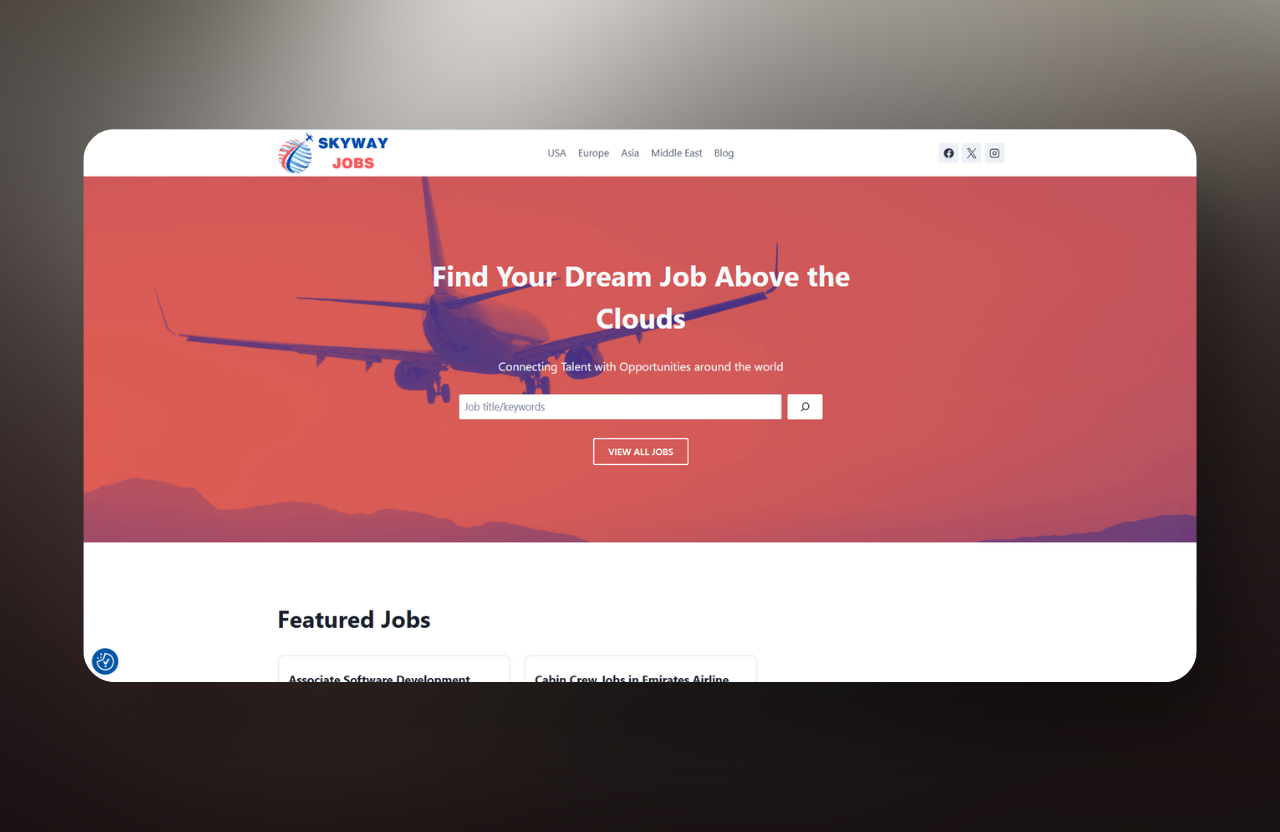 SKYWAY
JOBS
USA Europe Asia Middle East Blog
Find Your Dream Job Above the
Clouds
Connecting Talent with Opportunities around the world
Job title/keywords
VIEW ALL JOBS
Featured Jobs
Associate Software Development
Cabin Crew Jobs in Emirates Airline